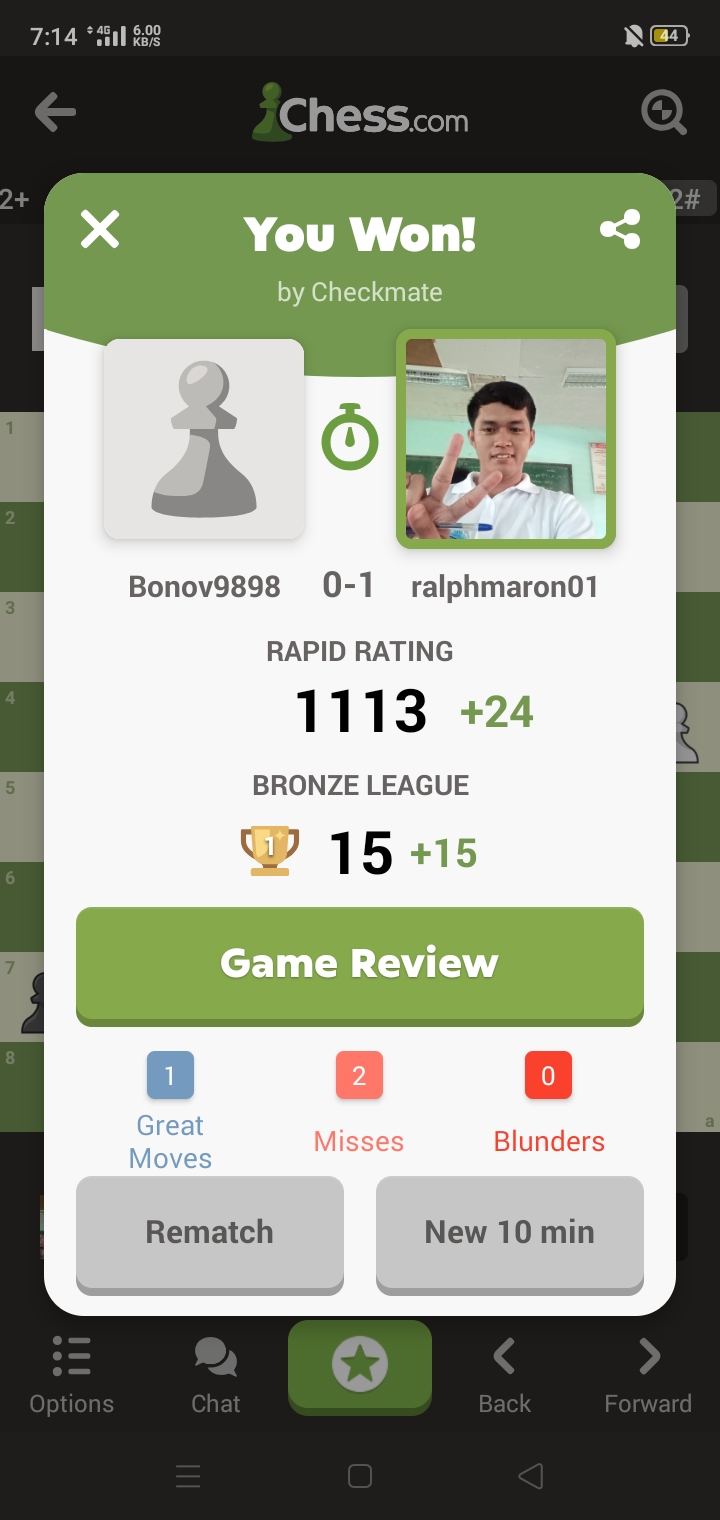 7:14 4G 6.00 KB/S 44
Chess.com
2+
2#
You Won!
by Checkmate
Bonov9898 0-1 ralphmaron01
RAPID RATING
1113 +24
BRONZE LEAGUE
1 15 +15
Game Review
1 2 0
Great Moves
Misses
Blunders
Rematch
New 10 min
1
2
3
4
5
6
7
8
a
Options
Chat
Back
Forward